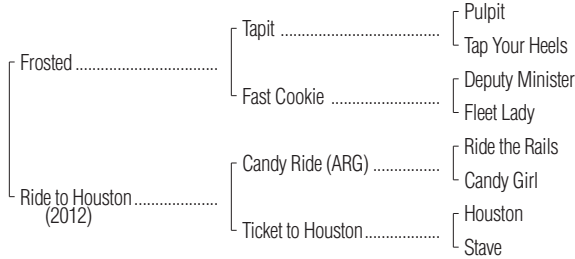 Pulpit
Tapit
Tap Your Heels
Frosted
Deputy Minister
Fast Cookie
Fleet Lady
Ride the Rails
Candy Ride (ARG)
Candy Girl
Ride to Houston
(2012)
Houston
Ticket to Houston
Stave